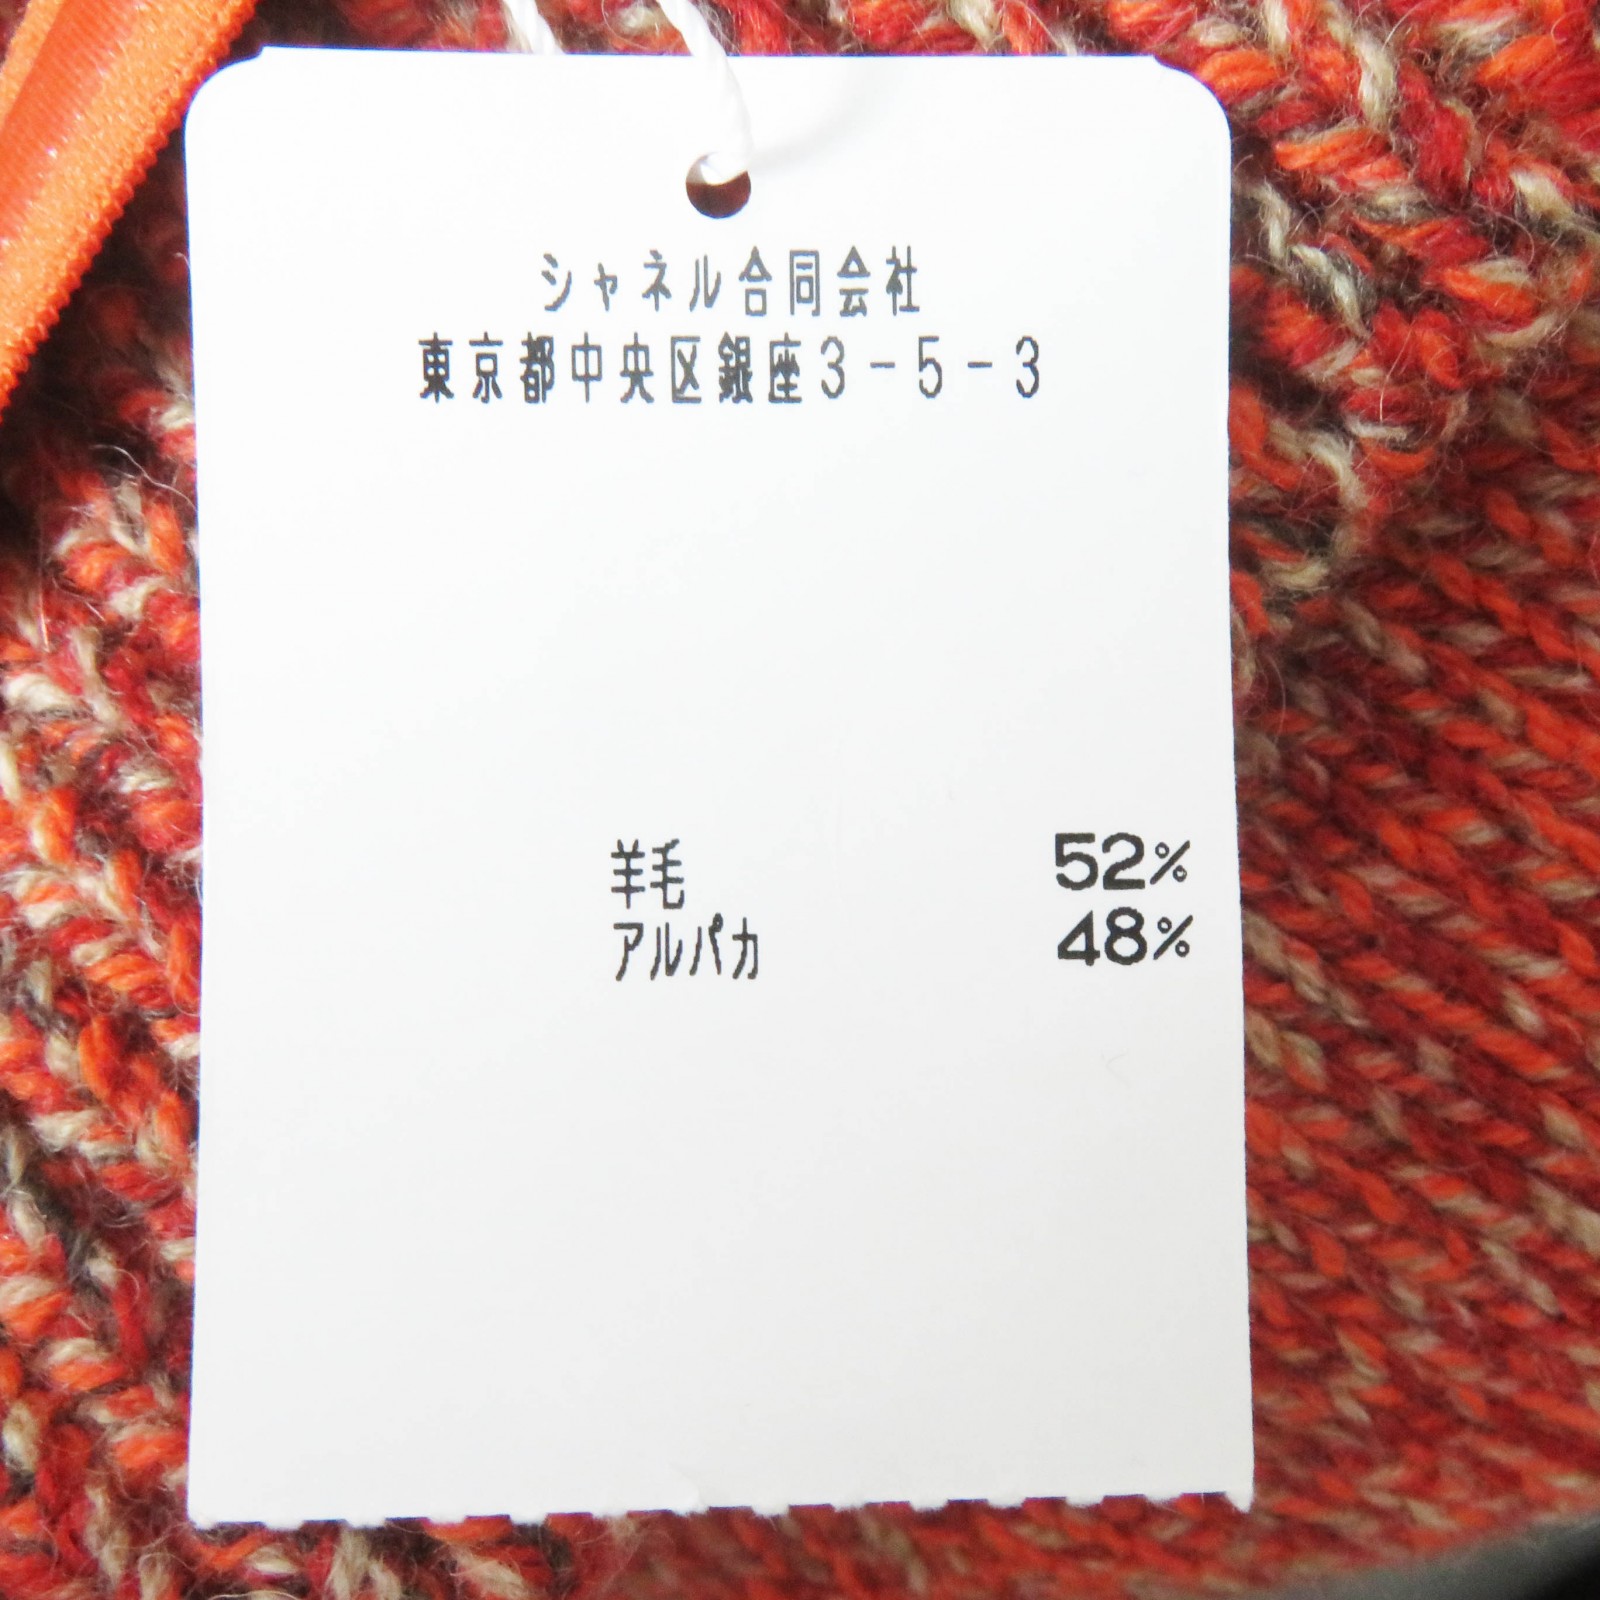 シャネル合同会社
東京都中央区銀座3-5-3
羊毛 52%
アルパカ 48%